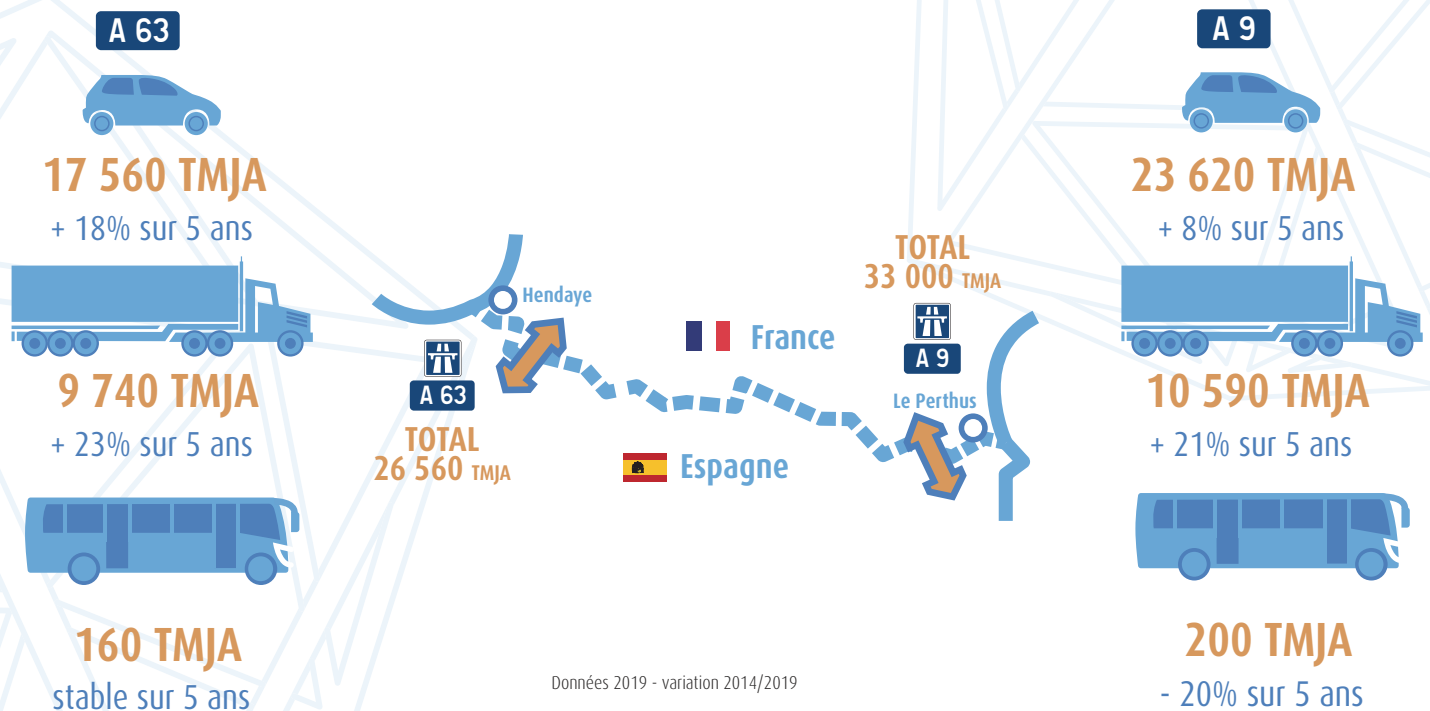 A 63
17 560 TMJA
+ 18% sur 5 ans
9 740 TMJA
+ 23% sur 5 ans
160 TMJA
stable sur 5 ans
Hendaye
A 63
TOTAL
26 560 TMJA
France
Espagne
TOTAL
33 000 TMJA
A 9
Le Perthus
Données 2019 - variation 2014/2019
A 9
23 620 TMJA
+ 8% sur 5 ans
10 590 TMJA
+ 21% sur 5 ans
200 TMJA
- 20% sur 5 ans